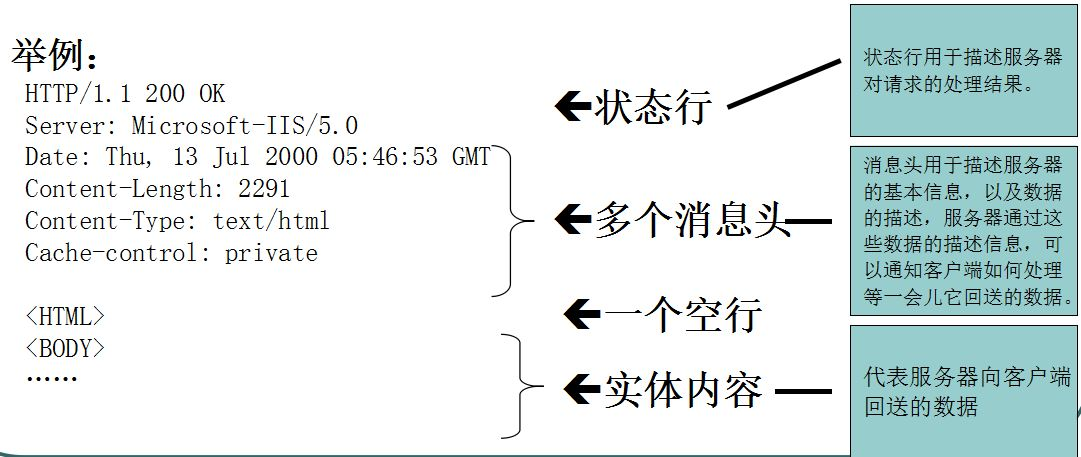 举例：
HTTP/1.1 200 OK
Server: Microsoft-IIS/5.0
Date: Thu, 13 Jul 2000 05:46:53 GMT
Content-Length: 2291
Content-Type: text/html
Cache-control: private
<HTML>
<BODY>
……
🡸状态行
🡸多个消息头
🡸一个空行
🡸实体内容
状态行用于描述服务器
对请求的处理结果。
消息头用于描述服务器
的基本信息，以及数据
的描述，服务器通过这
些数据的描述信息，可
以通知客户端如何处理
等一会儿它回送的数据。
代表服务器向客户端
回送的数据